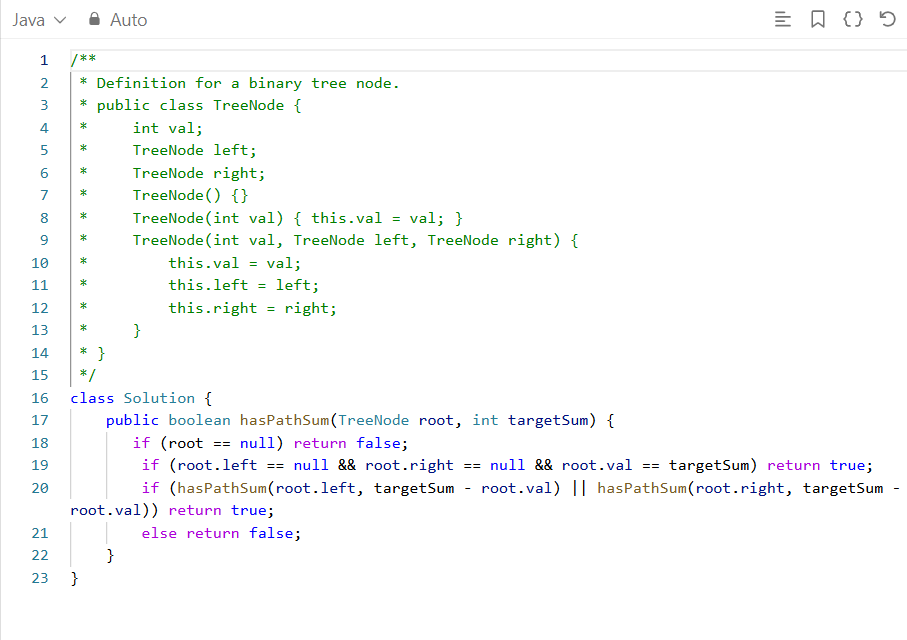 Java Auto
1 /**
2 * Definition for a binary tree node.
3 * public class TreeNode {
4 *     int val;
5 *     TreeNode left;
6 *     TreeNode right;
7 *     TreeNode() {}
8 *     TreeNode(int val) { this.val = val; }
9 *     TreeNode(int val, TreeNode left, TreeNode right) {
10 *         this.val = val;
11 *         this.left = left;
12 *         this.right = right;
13 *     }
14 * }
15 */
16 class Solution {
17     public boolean hasPathSum(TreeNode root, int targetSum) {
18        if (root == null) return false;
19         if (root.left == null && root.right == null && root.val == targetSum) return true;
20         if (hasPathSum(root.left, targetSum - root.val) || hasPathSum(root.right, targetSum -
root.val)) return true;
21         else return false;
22     }
23 }